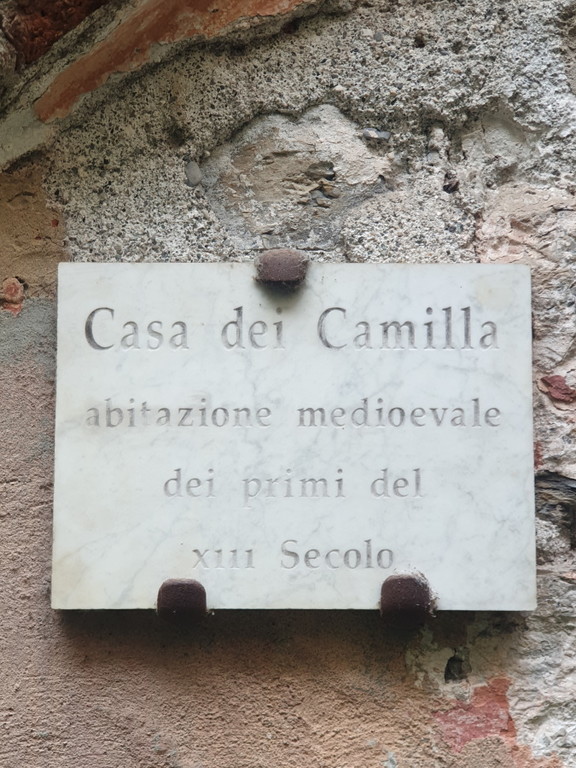 Casa dei Camilla
abitazione medioevale
dei primi del
XIII Secolo